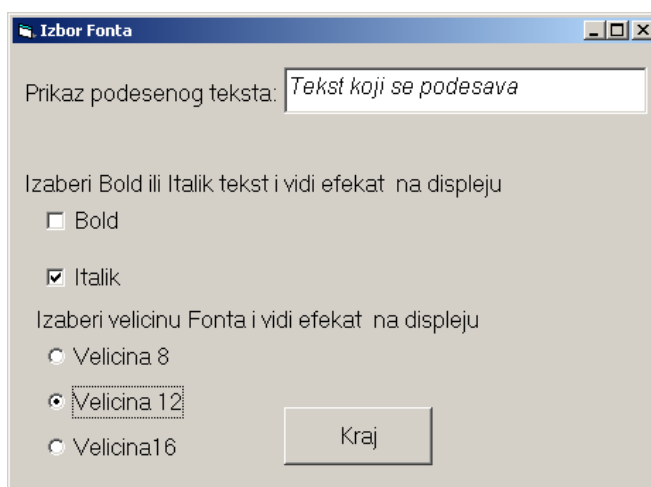 Izbor Fonta
Prikaz podesenog teksta: Tekst koji se podesava
Izaberi Bold ili Italik tekst i vidi efekat na displeju
Bold
Italik
Izaberi velicinu Fonta i vidi efekat na displeju
Velicina 8
Velicina 12
Velicina16
Kraj